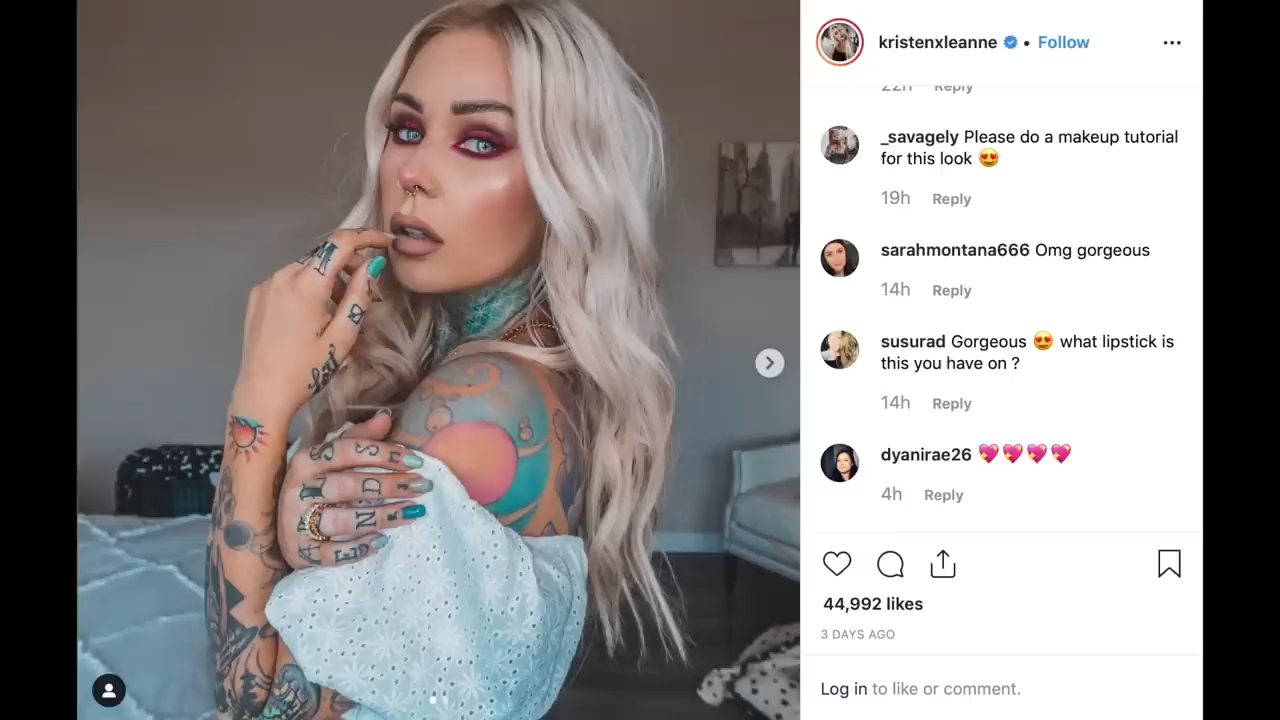 kristenxleanne • Follow
22h Reply
_savagely Please do a makeup tutorial
for this look 😍
19h Reply
sarahmontana666 Omg gorgeous
14h Reply
susurad Gorgeous 😍 what lipstick is
this you have on ?
14h Reply
dyanirae26 💖💖💖💖
4h Reply
44,992 likes
3 DAYS AGO
Log in to like or comment.